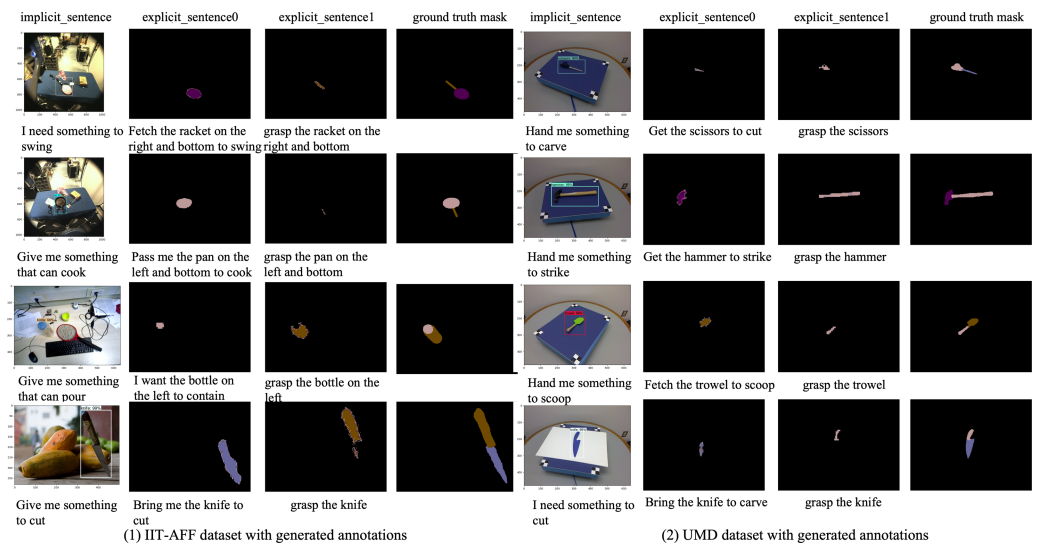 implicit_sentence explicit_sentence0 explicit_sentence1 ground truth mask implicit_sentence explicit_sentence0 explicit_sentence1 ground truth mask
I need something to swing
Fetch the racket on the right and bottom to swing
grasp the racket on the right and bottom
Hand me something to carve
Get the scissors to cut
grasp the scissors
Give me something that can cook
Pass me the pan on the left and bottom to cook
grasp the pan on the left and bottom
Hand me something to strike
Get the hammer to strike
grasp the hammer
Give me something that can pour
I want the bottle on the left to contain
grasp the bottle on the left
Hand me something to scoop
Fetch the trowel to scoop
grasp the trowel
Give me something to cut
Bring me the knife to cut
grasp the knife
I need something to cut
Bring the knife to carve
grasp the knife
(1) IIT-AFF dataset with generated annotations
(2) UMD dataset with generated annotations